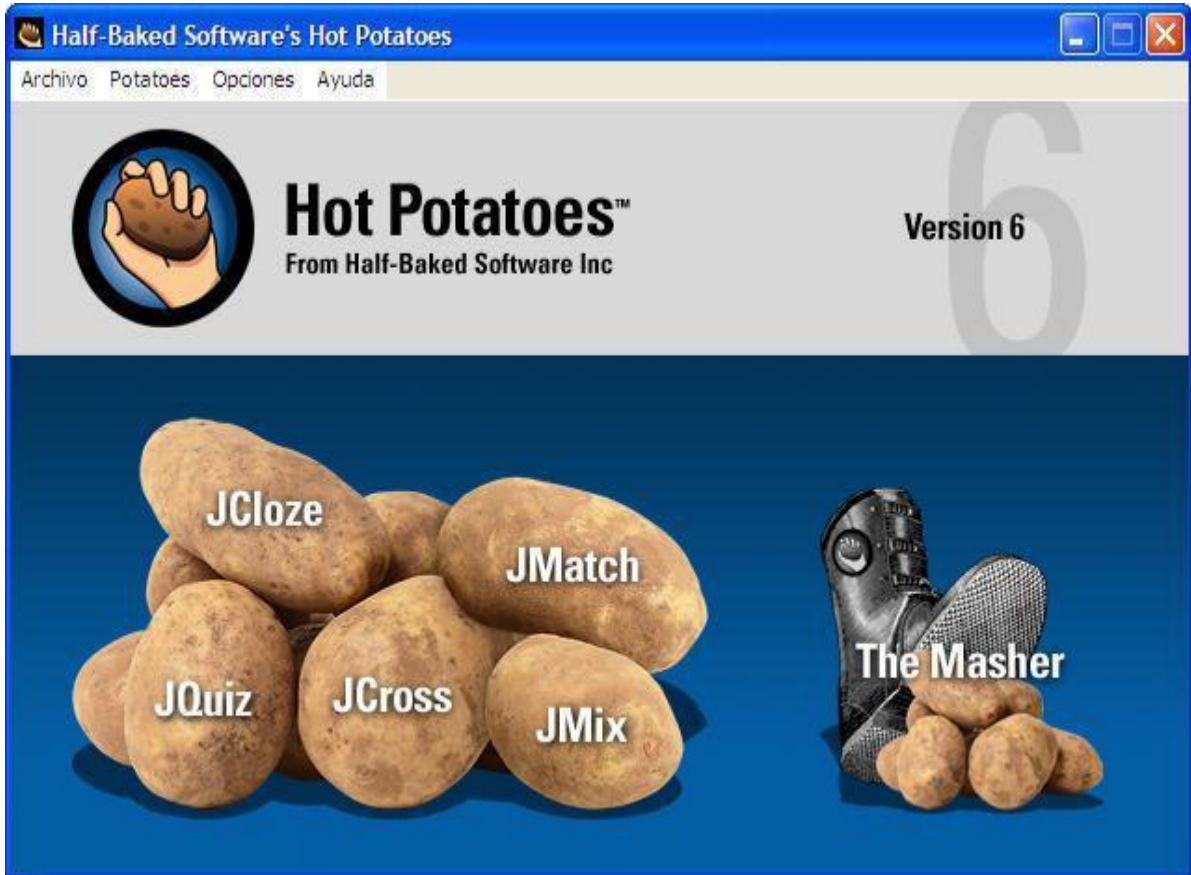 Half-Baked Software's Hot Potatoes
Archivo Potatoes Opciones Ayuda
6
Hot Potatoes™
From Half-Baked Software Inc
Version 6
JCloze
JMatch
JQuiz
JCross
JMix
The Masher